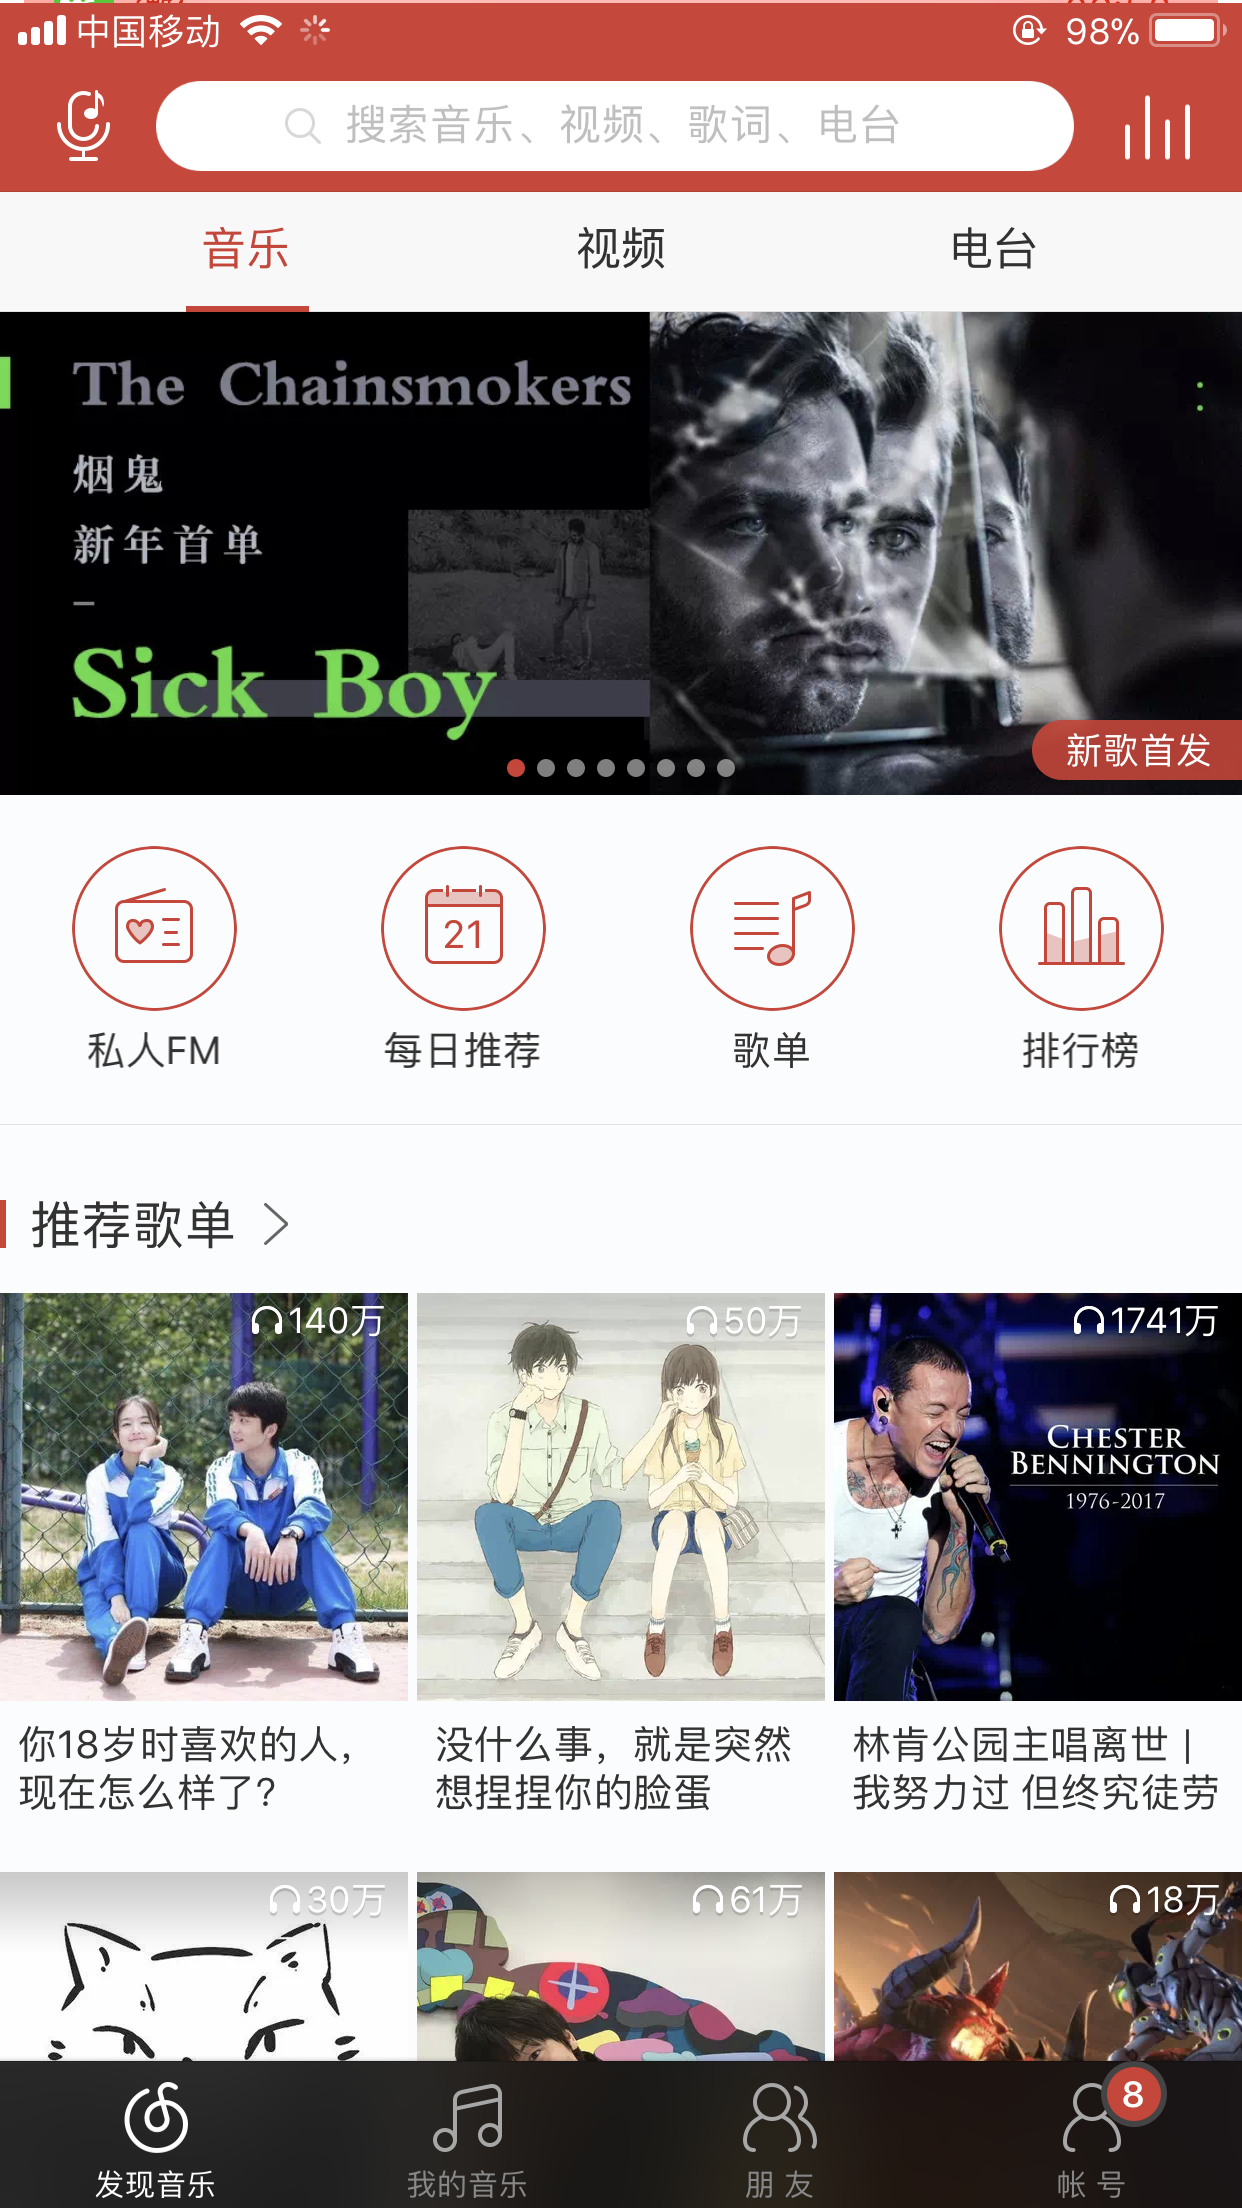 中国移动
98%
搜索音乐、视频、歌词、电台
音乐 视频 电台
The Chainsmokers
烟鬼
新年首单
Sick Boy
新歌首发
21
私人FM 每日推荐 歌单 排行榜
推荐歌单
140万 50万 1741万
CHESTER
BENNINGTON
1976-2017
你18岁时喜欢的人，
现在怎么样了？
没什么事，就是突然
想捏捏你的脸蛋
林肯公园主唱离世 |
我努力过 但终究徒劳
30万 61万 18万
8
发现音乐 我的音乐 朋友 帐号